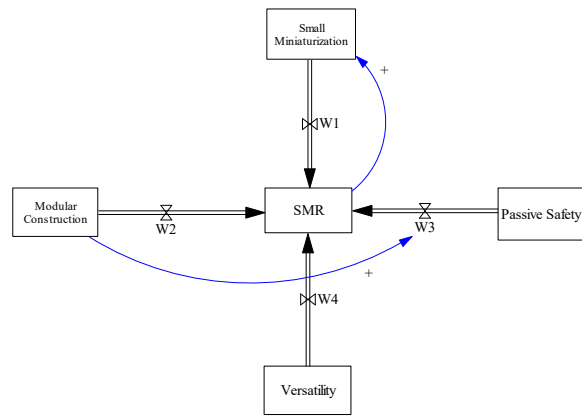 Small
Miniaturization
+
W1
Modular
Construction
SMR
Passive Safety
W2
W3
+
W4
Versatility